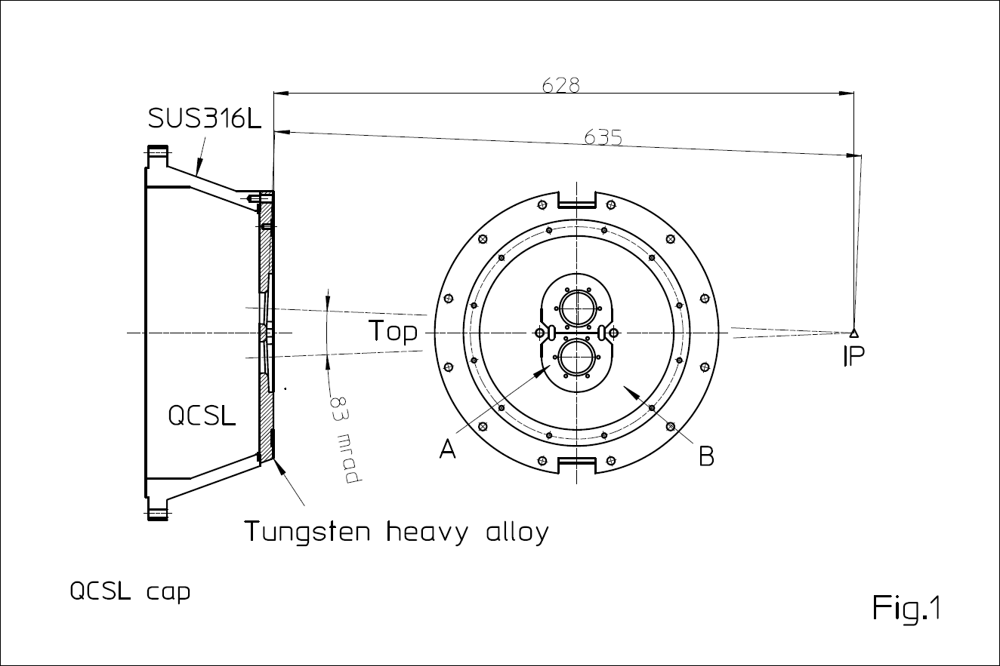 628
SUS316L
635
Top
IP
QCSL
83 mrad
A
B
Tungsten heavy alloy
QCSL cap
Fig.1